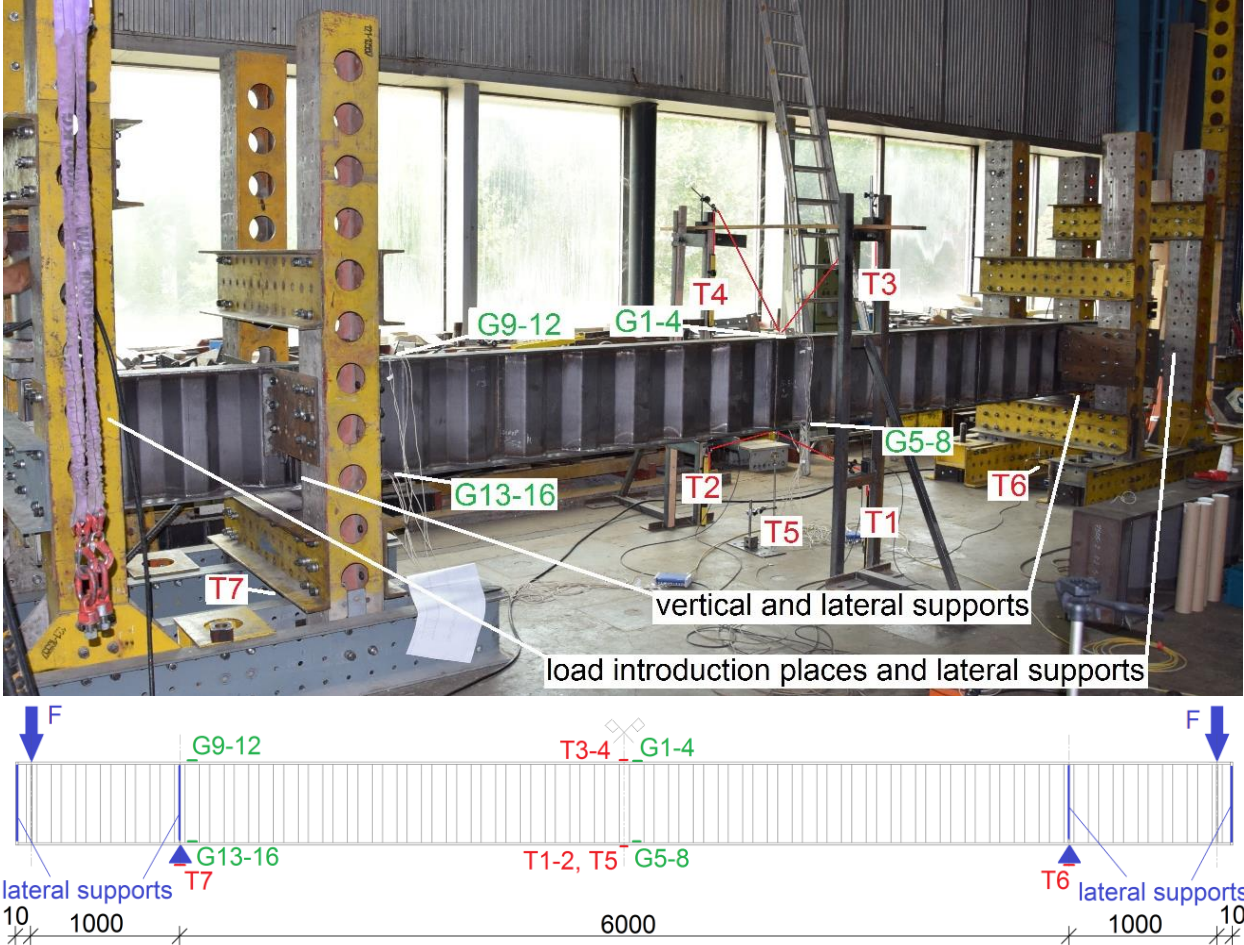 T4
T3
G9-12
G1-4
G5-8
G13-16
T2
T6
T5
T1
T7
vertical and lateral supports
load introduction places and lateral supports
F
F
G9-12
T3-4
G1-4
G13-16
T1-2, T5
G5-8
T7
T6
lateral supports
lateral supports
10
1000
6000
1000
10